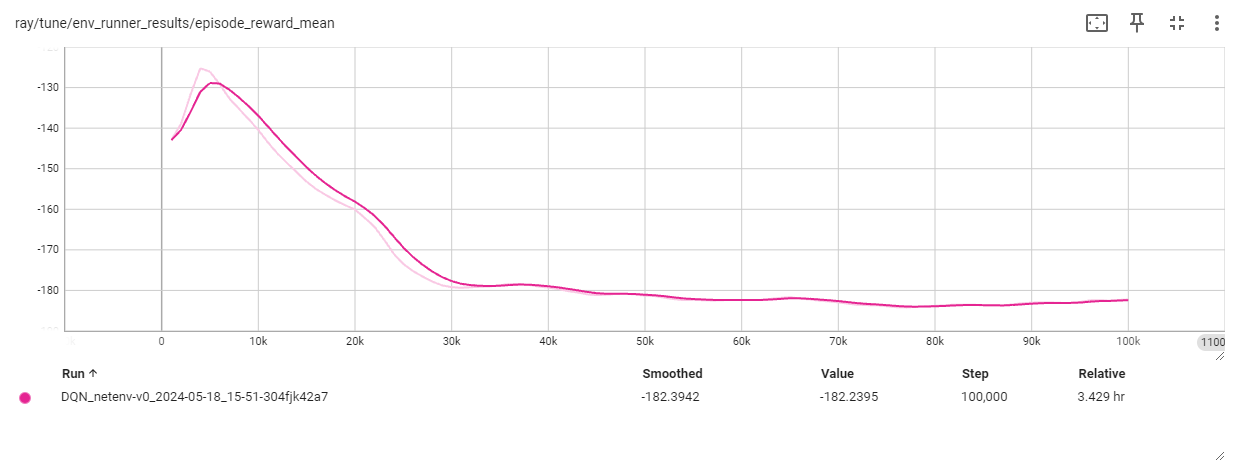 ray/tune/env_runner_results/episode_reward_mean
-130
-140
-150
-160
-170
-180
0 10k 20k 30k 40k 50k 60k 70k 80k 90k 100k 1100
Run ↑ Smoothed Value Step Relative
DQN_netenv-v0_2024-05-18_15-51-304fjk42a7 -182.3942 -182.2395 100,000 3.429 hr